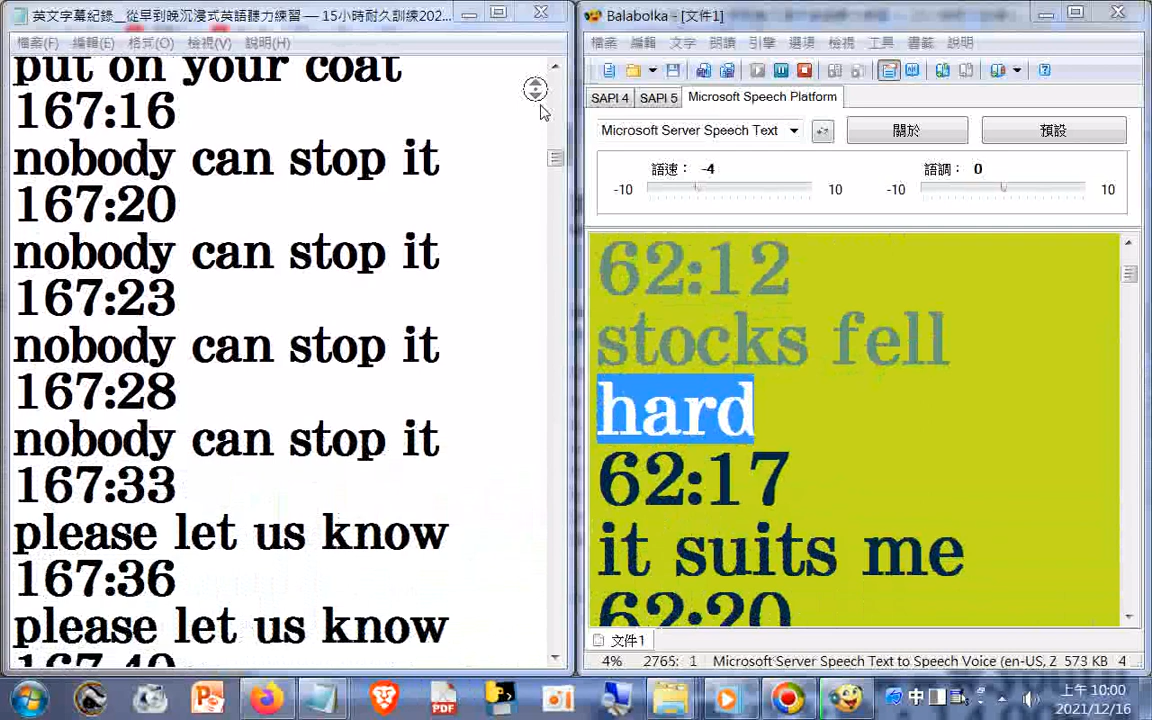 英文字幕紀錄__從早到晚沉浸式英語聽力練習 — 15小時耐久訓練202...
檔案(F) 編輯(E) 格式(O) 檢視(V) 說明(H)
put on your coat
167:16
nobody can stop it
167:20
nobody can stop it
167:23
nobody can stop it
167:28
nobody can stop it
167:33
please let us know
167:36
please let us know
167:40
Balabolka - [文件1]
檔案 編輯 文字 朗讀 引擎 選項 檢視 工具 書籤 說明
SAPI 4 SAPI 5 Microsoft Speech Platform
Microsoft Server Speech Text 關於 預設
語速： -4 語調： 0
-10 10 -10 10
62:12
stocks fell
hard
62:17
it suits me
62:20
文件1
4% 2765: 1 Microsoft Server Speech Text to Speech Voice (en-US, Z 573 KB 4
PDF 中 上午 10:00
2021/12/16